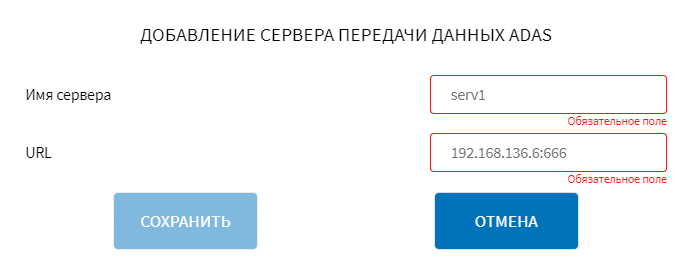 ДОБАВЛЕНИЕ СЕРВЕРА ПЕРЕДАЧИ ДАННЫХ ADAS
Имя сервера
serv1
Обязательное поле
URL
192.168.136.6:666
Обязательное поле
СОХРАНИТЬ
ОТМЕНА